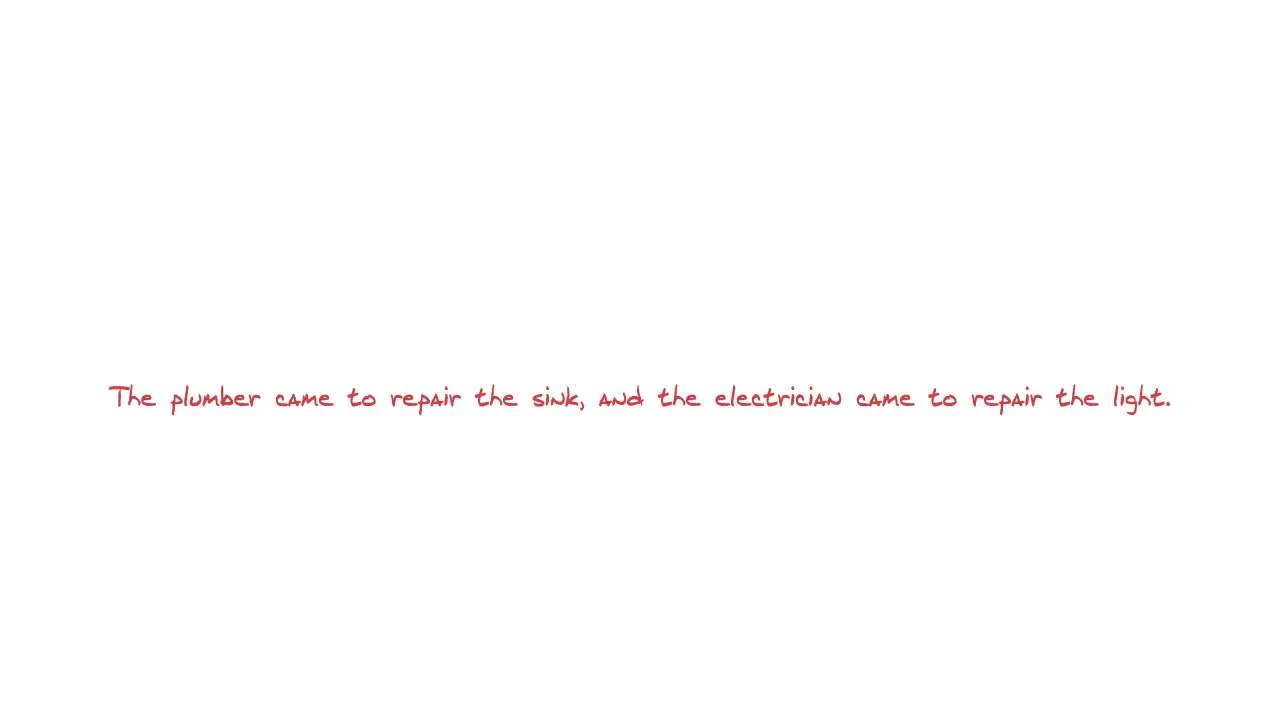 The plumber came to repair the sink, and the electrician came to repair the light.